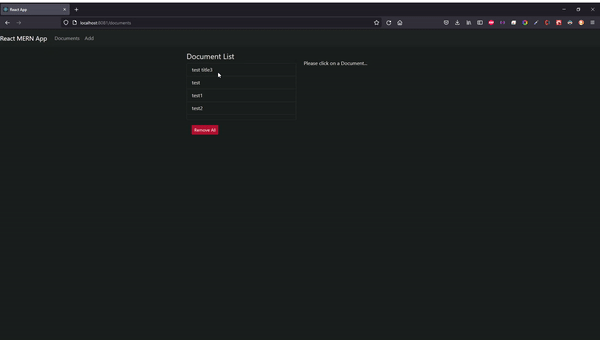 React App
localhost:8081/documents
React MERN App
Documents
Add
Document List
Please click on a Document...
test title3
test
test1
test2
Remove All